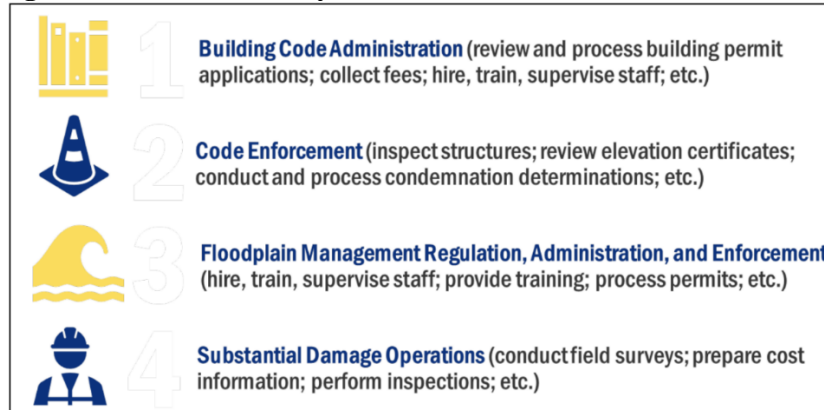 1
Building Code Administration (review and process building permit
applications; collect fees; hire, train, supervise staff; etc.)
2
Code Enforcement (inspect structures; review elevation certificates;
conduct and process condemnation determinations; etc.)
3
Floodplain Management Regulation, Administration, and Enforcement
(hire, train, supervise staff; provide training; process permits; etc.)
4
Substantial Damage Operations (conduct field surveys; prepare cost
information; perform inspections; etc.)